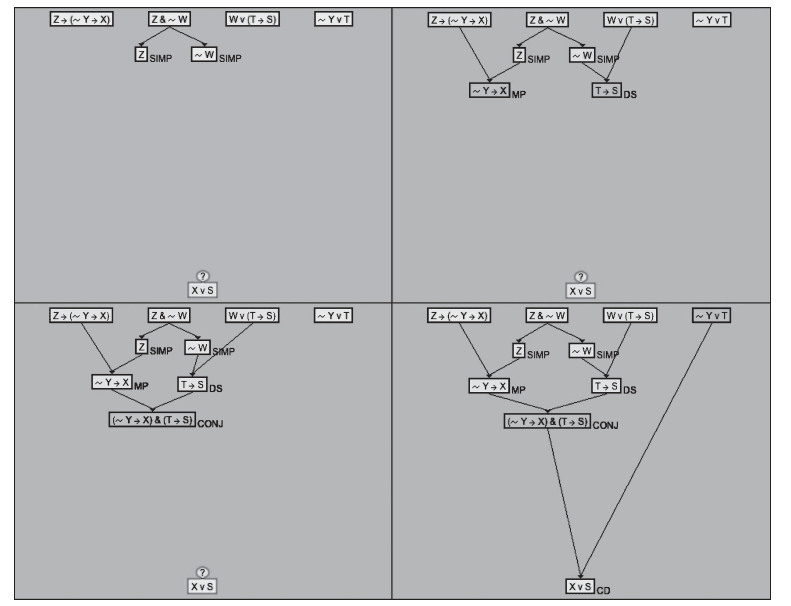 Z → (~ Y → X) Z & ~ W W v (T → S) ~ Y v T
Z SIMP ~ W SIMP
?
X v S
Z → (~ Y → X) Z & ~ W W v (T → S) ~ Y v T
Z SIMP ~ W SIMP
~ Y → X MP T → S DS
?
X v S
Z → (~ Y → X) Z & ~ W W v (T → S) ~ Y v T
Z SIMP ~ W SIMP
~ Y → X MP T → S DS
(~ Y → X) & (T → S) CONJ
?
X v S
Z → (~ Y → X) Z & ~ W W v (T → S) ~ Y v T
Z SIMP ~ W SIMP
~ Y → X MP T → S DS
(~ Y → X) & (T → S) CONJ
X v S CD